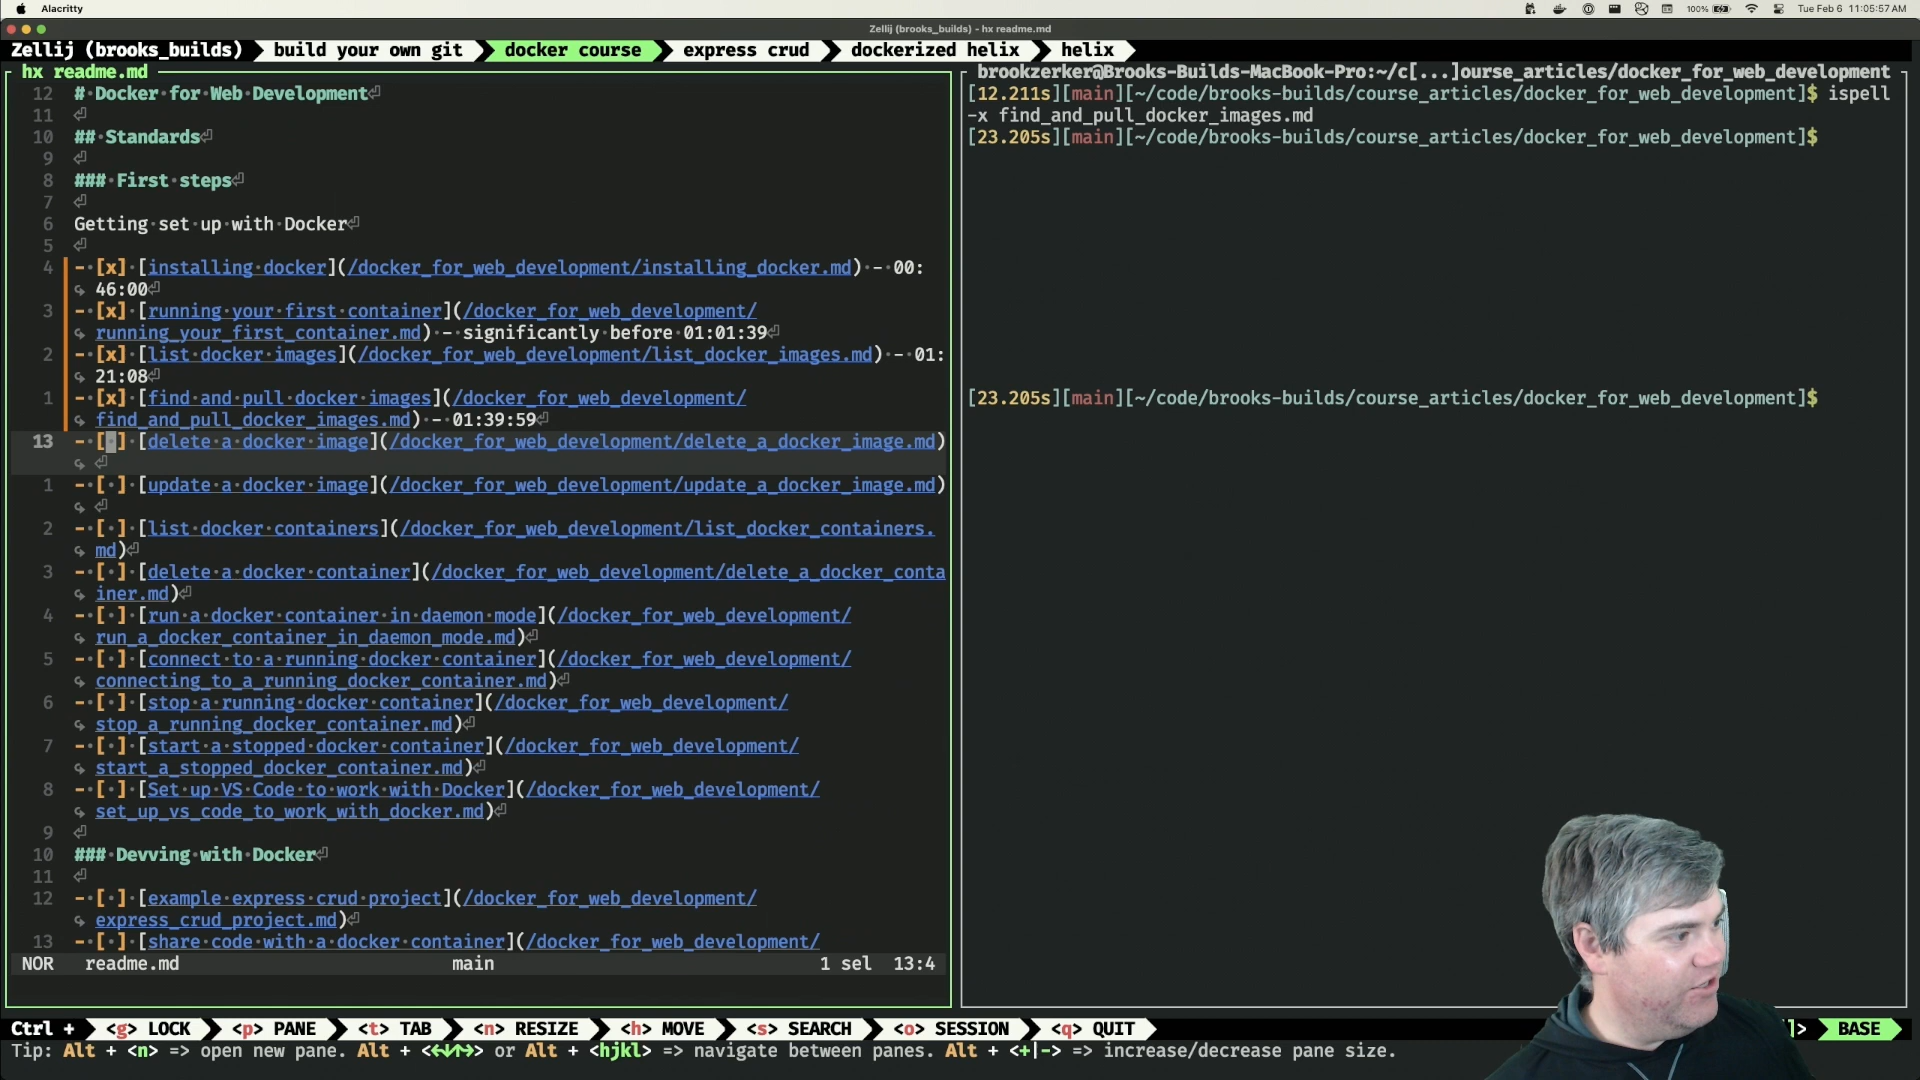 Alacritty
100%
Tue Feb 6 11:05:57 AM
Zellij (brooks_builds) - hx readme.md
Zellij (brooks_builds) build your own git docker course express crud dockerized helix helix
hx readme.md
12 # Docker for Web Development
11
10 ## Standards
9
8 ### First steps
7
6 Getting set up with Docker
5
4 - [x] [installing docker](/docker_for_web_development/installing_docker.md) - 00:
46:00
3 - [x] [running your first container](/docker_for_web_development/
running_your_first_container.md) - significantly before 01:01:39
2 - [x] [list docker images](/docker_for_web_development/list_docker_images.md) - 01:
21:08
1 - [x] [find and pull docker images](/docker_for_web_development/
find_and_pull_docker_images.md) - 01:39:59
13 - [ ] [delete a docker image](/docker_for_web_development/delete_a_docker_image.md)
1 - [ ] [update a docker image](/docker_for_web_development/update_a_docker_image.md)
2 - [ ] [list docker containers](/docker_for_web_development/list_docker_containers.
md)
3 - [ ] [delete a docker container](/docker_for_web_development/delete_a_docker_conta
iner.md)
4 - [ ] [run a docker container in daemon mode](/docker_for_web_development/
run_a_docker_container_in_daemon_mode.md)
5 - [ ] [connect to a running docker container](/docker_for_web_development/
connecting_to_a_running_docker_container.md)
6 - [ ] [stop a running docker container](/docker_for_web_development/
stop_a_running_docker_container.md)
7 - [ ] [start a stopped docker container](/docker_for_web_development/
start_a_stopped_docker_container.md)
8 - [ ] [Set up VS Code to work with Docker](/docker_for_web_development/
set_up_vs_code_to_work_with_docker.md)
9
10 ### Devving with Docker
11
12 - [ ] [example express crud project](/docker_for_web_development/
express_crud_project.md)
13 - [ ] [share code with a docker container](/docker_for_web_development/
NOR readme.md main 1 sel 13:4
brookzerker@Brooks-Builds-MacBook-Pro:~/c[...]ourse_articles/docker_for_web_development
[12.211s][main][~/code/brooks-builds/course_articles/docker_for_web_development]$ ispell
-x find_and_pull_docker_images.md
[23.205s][main][~/code/brooks-builds/course_articles/docker_for_web_development]$
[23.205s][main][~/code/brooks-builds/course_articles/docker_for_web_development]$
Ctrl + <g> LOCK <p> PANE <t> TAB <n> RESIZE <h> MOVE <s> SEARCH <o> SESSION <q> QUIT ]> BASE
Tip: Alt + <n> => open new pane. Alt + <←↓↑→> or Alt + <hjkl> => navigate between panes. Alt + <+|-> => increase/decrease pane size.